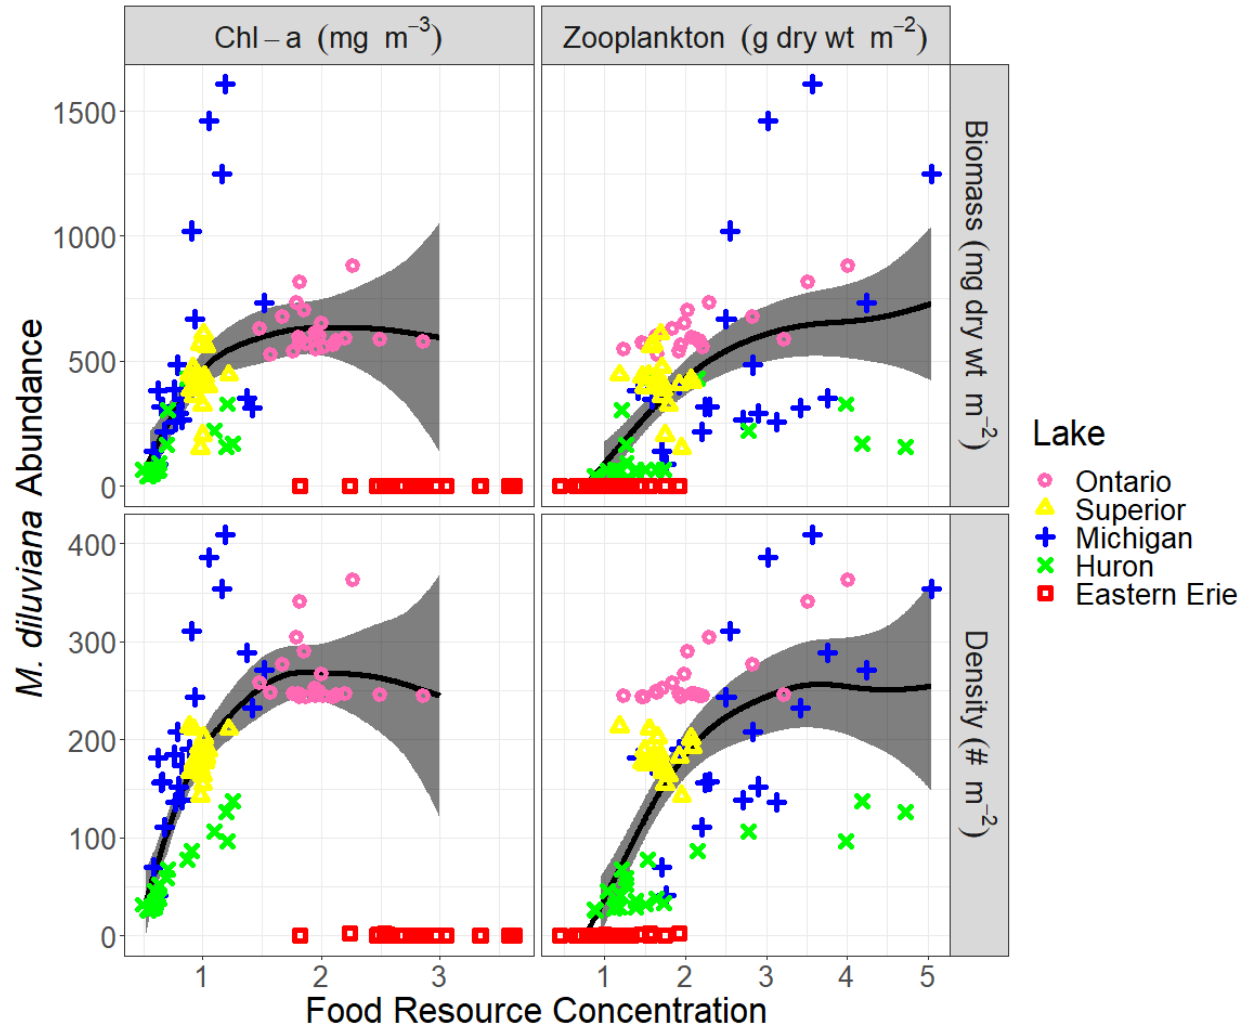 Chl – a (mg m−3)
Zooplankton (g dry wt m−2)
1500
1000
500
0
Biomass (mg dry wt m−2)
400
300
200
100
0
Density (# m−2)
1 2 3
1 2 3 4 5
Food Resource Concentration
M. diluviana Abundance
Lake
Ontario
Superior
Michigan
Huron
Eastern Erie